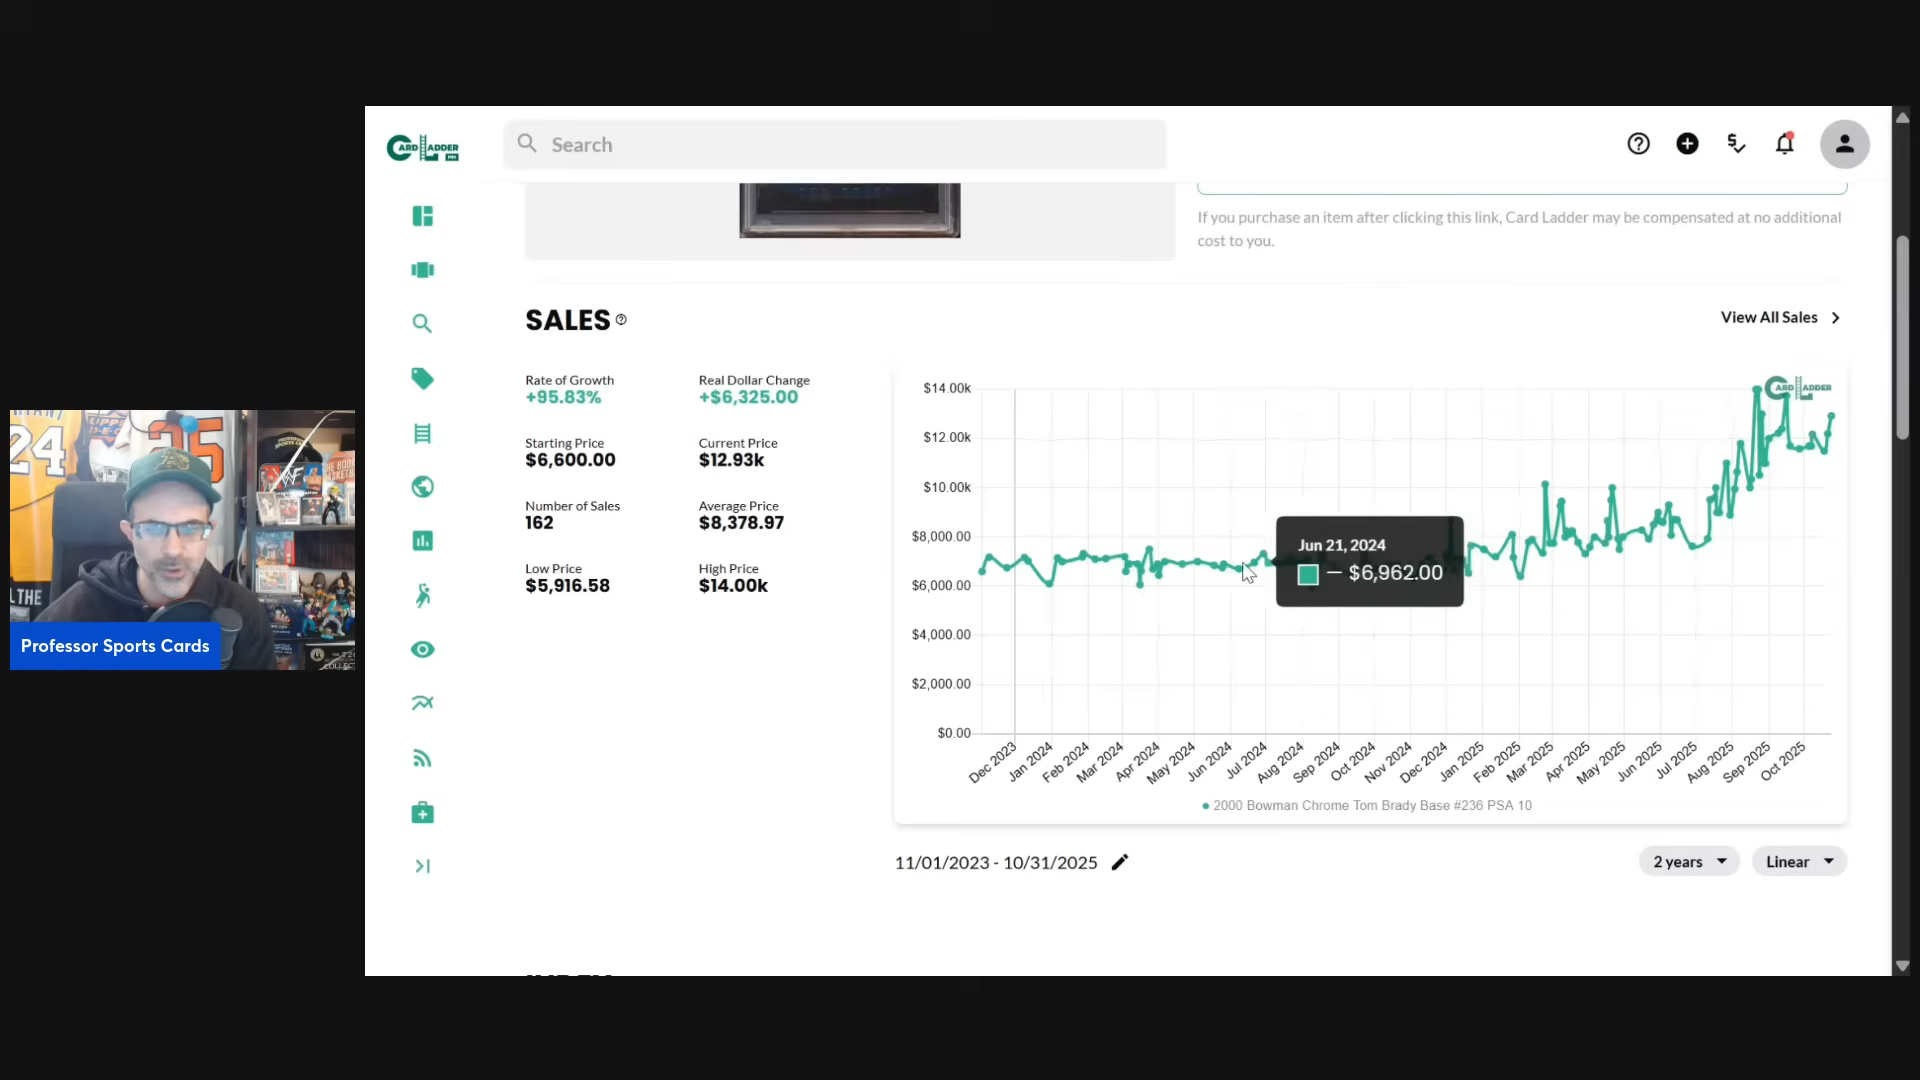 CARD LADDER
Search
If you purchase an item after clicking this link, Card Ladder may be compensated at no additional
cost to you.
SALES
View All Sales
Rate of Growth
+95.83%
Real Dollar Change
+$6,325.00
Starting Price
$6,600.00
Current Price
$12.93k
Number of Sales
162
Average Price
$8,378.97
Low Price
$5,916.58
High Price
$14.00k
CARD LADDER
$14.00k
$12.00k
$10.00k
$8,000.00
$6,000.00
$4,000.00
$2,000.00
$0.00
Jun 21, 2024
— $6,962.00
Dec 2023
Jan 2024
Feb 2024
Mar 2024
Apr 2024
May 2024
Jun 2024
Jul 2024
Aug 2024
Sep 2024
Oct 2024
Nov 2024
Dec 2024
Jan 2025
Feb 2025
Mar 2025
Apr 2025
May 2025
Jun 2025
Jul 2025
Aug 2025
Sep 2025
Oct 2025
2000 Bowman Chrome Tom Brady Base #236 PSA 10
11/01/2023 - 10/31/2025
2 years
Linear
24
THE
Professor Sports Cards